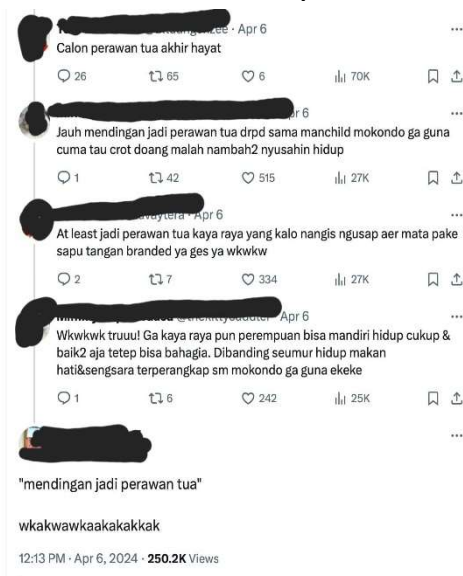 · Apr 6
Calon perawan tua akhir hayat
26 65 6 70K
Jauh mendingan jadi perawan tua drpd sama manchild mokondo ga guna
cuma tau crot doang malah nambah2 nyusahin hidup
1 42 515 27K
· Apr 6
At least jadi perawan tua kaya raya yang kalo nangis ngusap aer mata pake
sapu tangan branded ya ges ya wkwkw
2 7 334 27K
Apr 6
Wkwkwk truuu! Ga kaya raya pun perempuan bisa mandiri hidup cukup &
baik2 aja tetep bisa bahagia. Dibanding seumur hidup makan
hati&sengsara terperangkap sm mokondo ga guna ekeke
1 6 242 25K
"mendingan jadi perawan tua"
wkakwawkaakakakkak
12:13 PM · Apr 6, 2024 · 250.2K Views